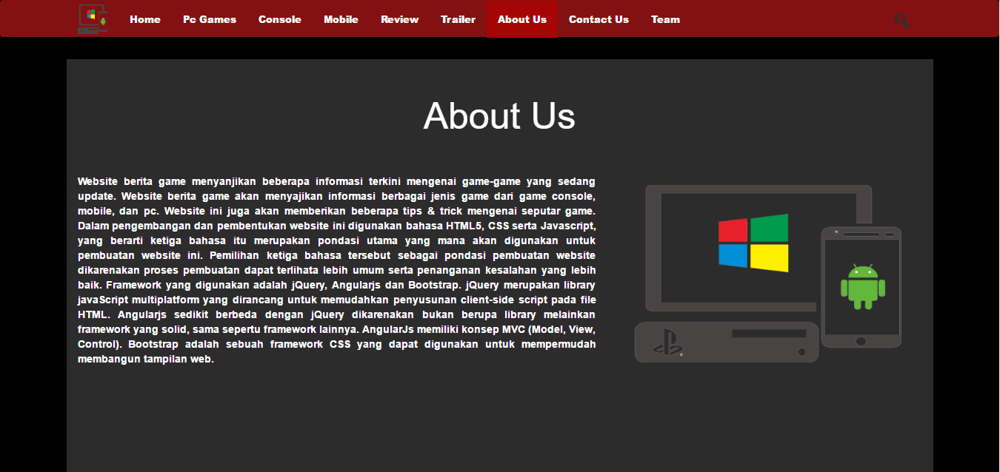 Home Pc Games Console Mobile Review Trailer About Us Contact Us Team
About Us
Website berita game menyanjikan beberapa informasi terkini mengenai game-game yang sedang
update. Website berita game akan menyajikan informasi berbagai jenis game dari game console,
mobile, dan pc. Website ini juga akan memberikan beberapa tips & trick mengenai seputar game.
Dalam pengembangan dan pembentukan website ini digunakan bahasa HTML5, CSS serta Javascript,
yang berarti ketiga bahasa itu merupakan pondasi utama yang mana akan digunakan untuk
pembuatan website ini. Pemilihan ketiga bahasa tersebut sebagai pondasi pembuatan website
dikarenakan proses pembuatan dapat terlihata lebih umum serta penanganan kesalahan yang lebih
baik. Framework yang digunakan adalah jQuery, Angularjs dan Bootstrap. jQuery merupakan library
javaScript multiplatform yang dirancang untuk memudahkan penyusunan client-side script pada file
HTML. Angularjs sedikit berbeda dengan jQuery dikarenakan bukan berupa library melainkan
framework yang solid, sama sepertu framework lainnya. AngularJs memiliki konsep MVC (Model, View,
Control). Bootstrap adalah sebuah framework CSS yang dapat digunakan untuk mempermudah
membangun tampilan web.